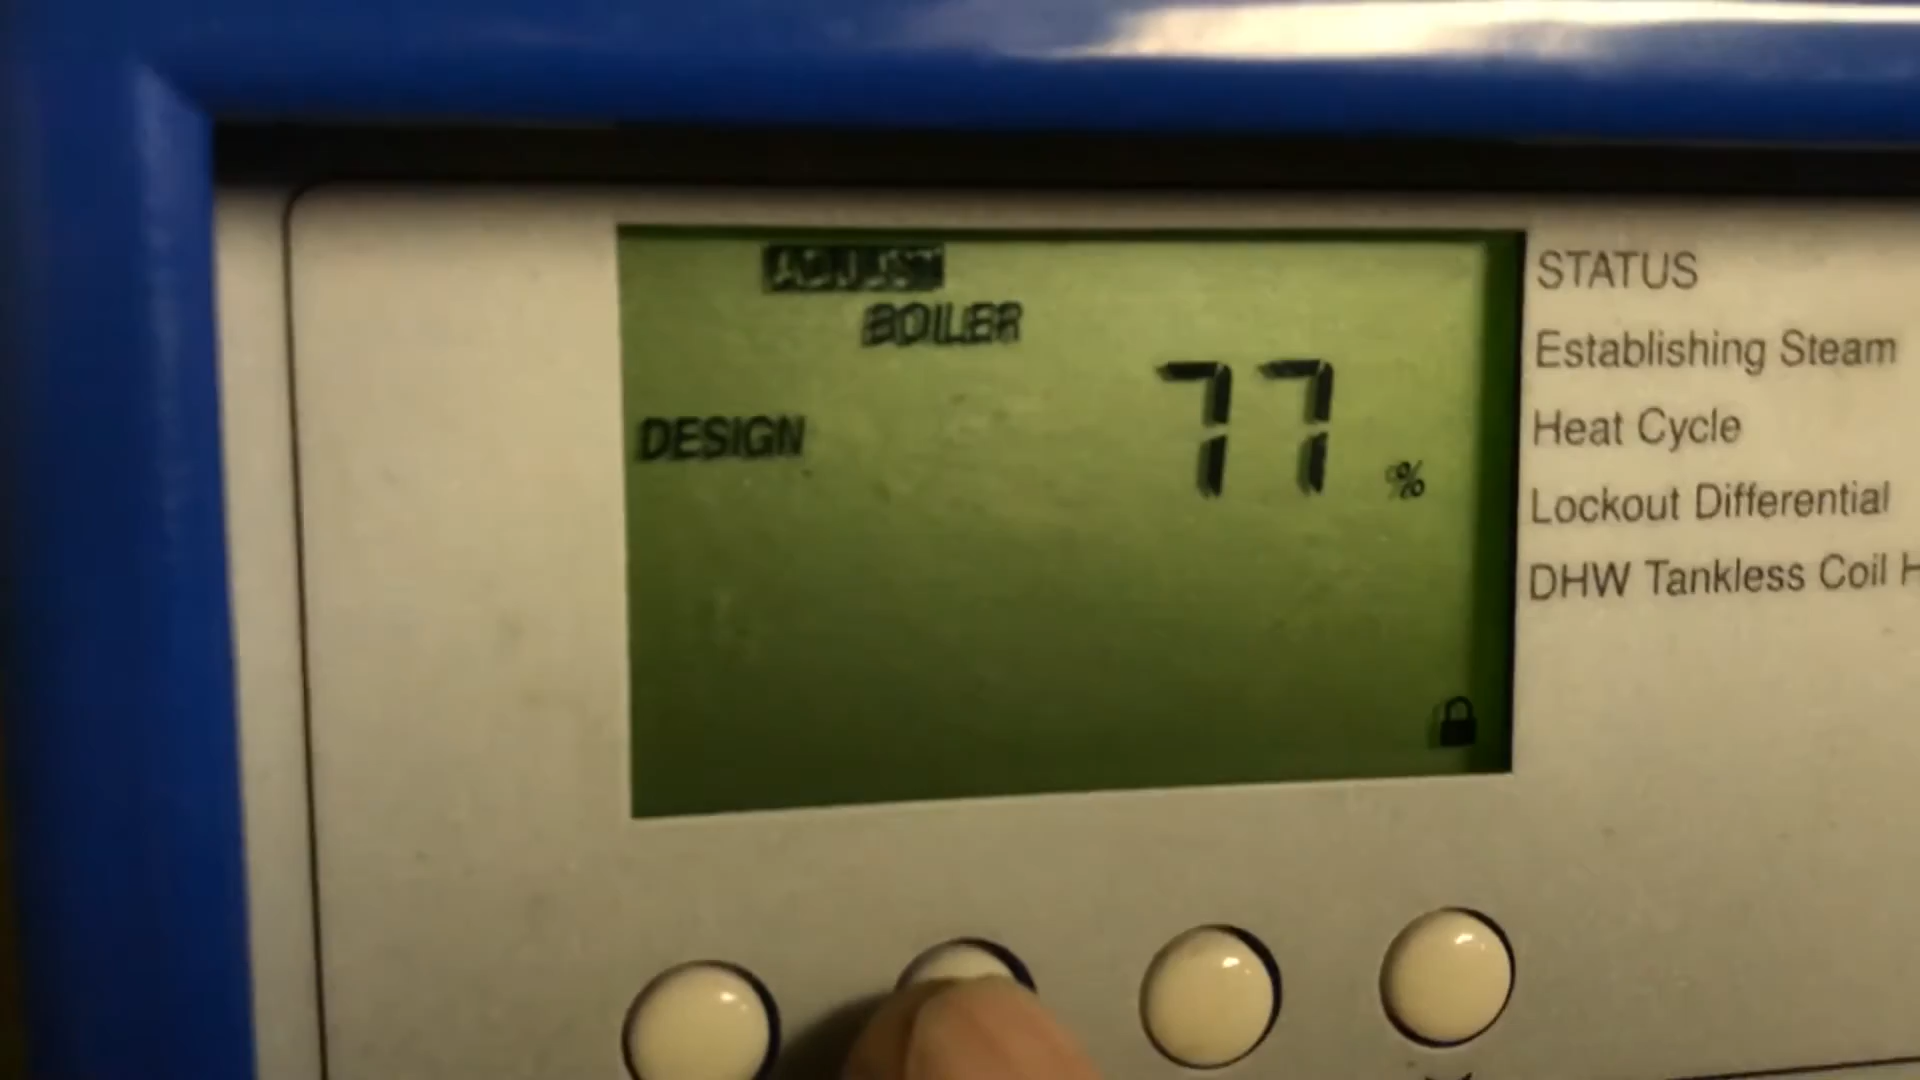 ADJUST
BOILER
DESIGN
77 %
STATUS
Establishing Steam
Heat Cycle
Lockout Differential
DHW Tankless Coil